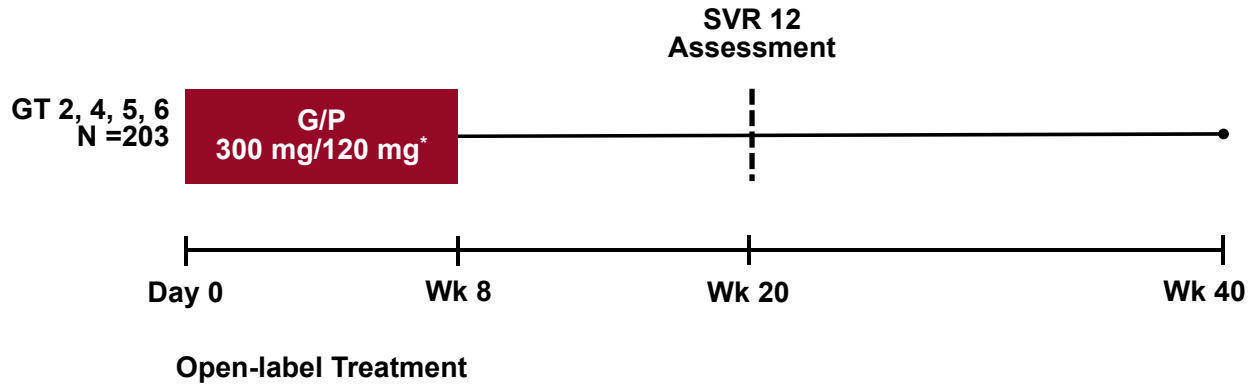 SVR 12
Assessment
GT 2, 4, 5, 6
N =203
G/P
300 mg/120 mg*
Day 0
Wk 8
Wk 20
Wk 40
Open-label Treatment